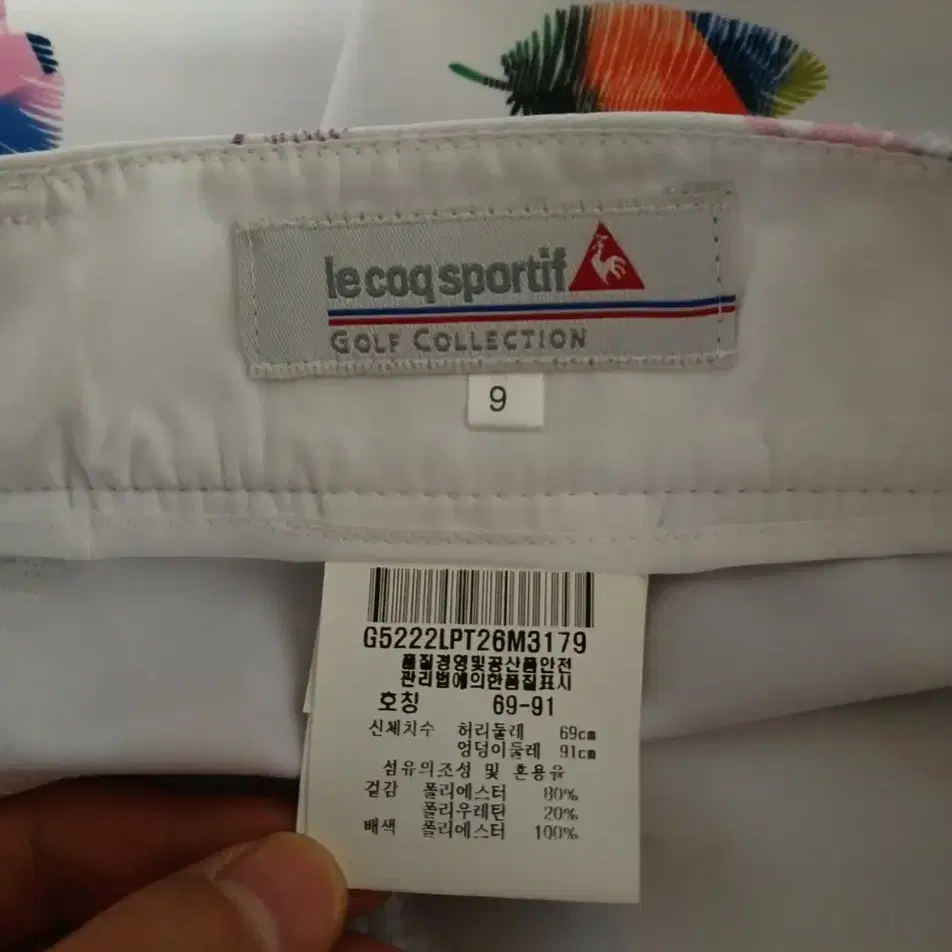 le coq sportif
GOLF COLLECTION
9
G5222LPT26M3179
품질경영및공산품안전
관리법에의한품질표시
호칭 69-91
신체치수 허리둘레 69cm
엉덩이둘레 91cm
섬유의조성 및 혼용율
겉감 폴리에스터 80%
폴리우레탄 20%
배색 폴리에스터 100%